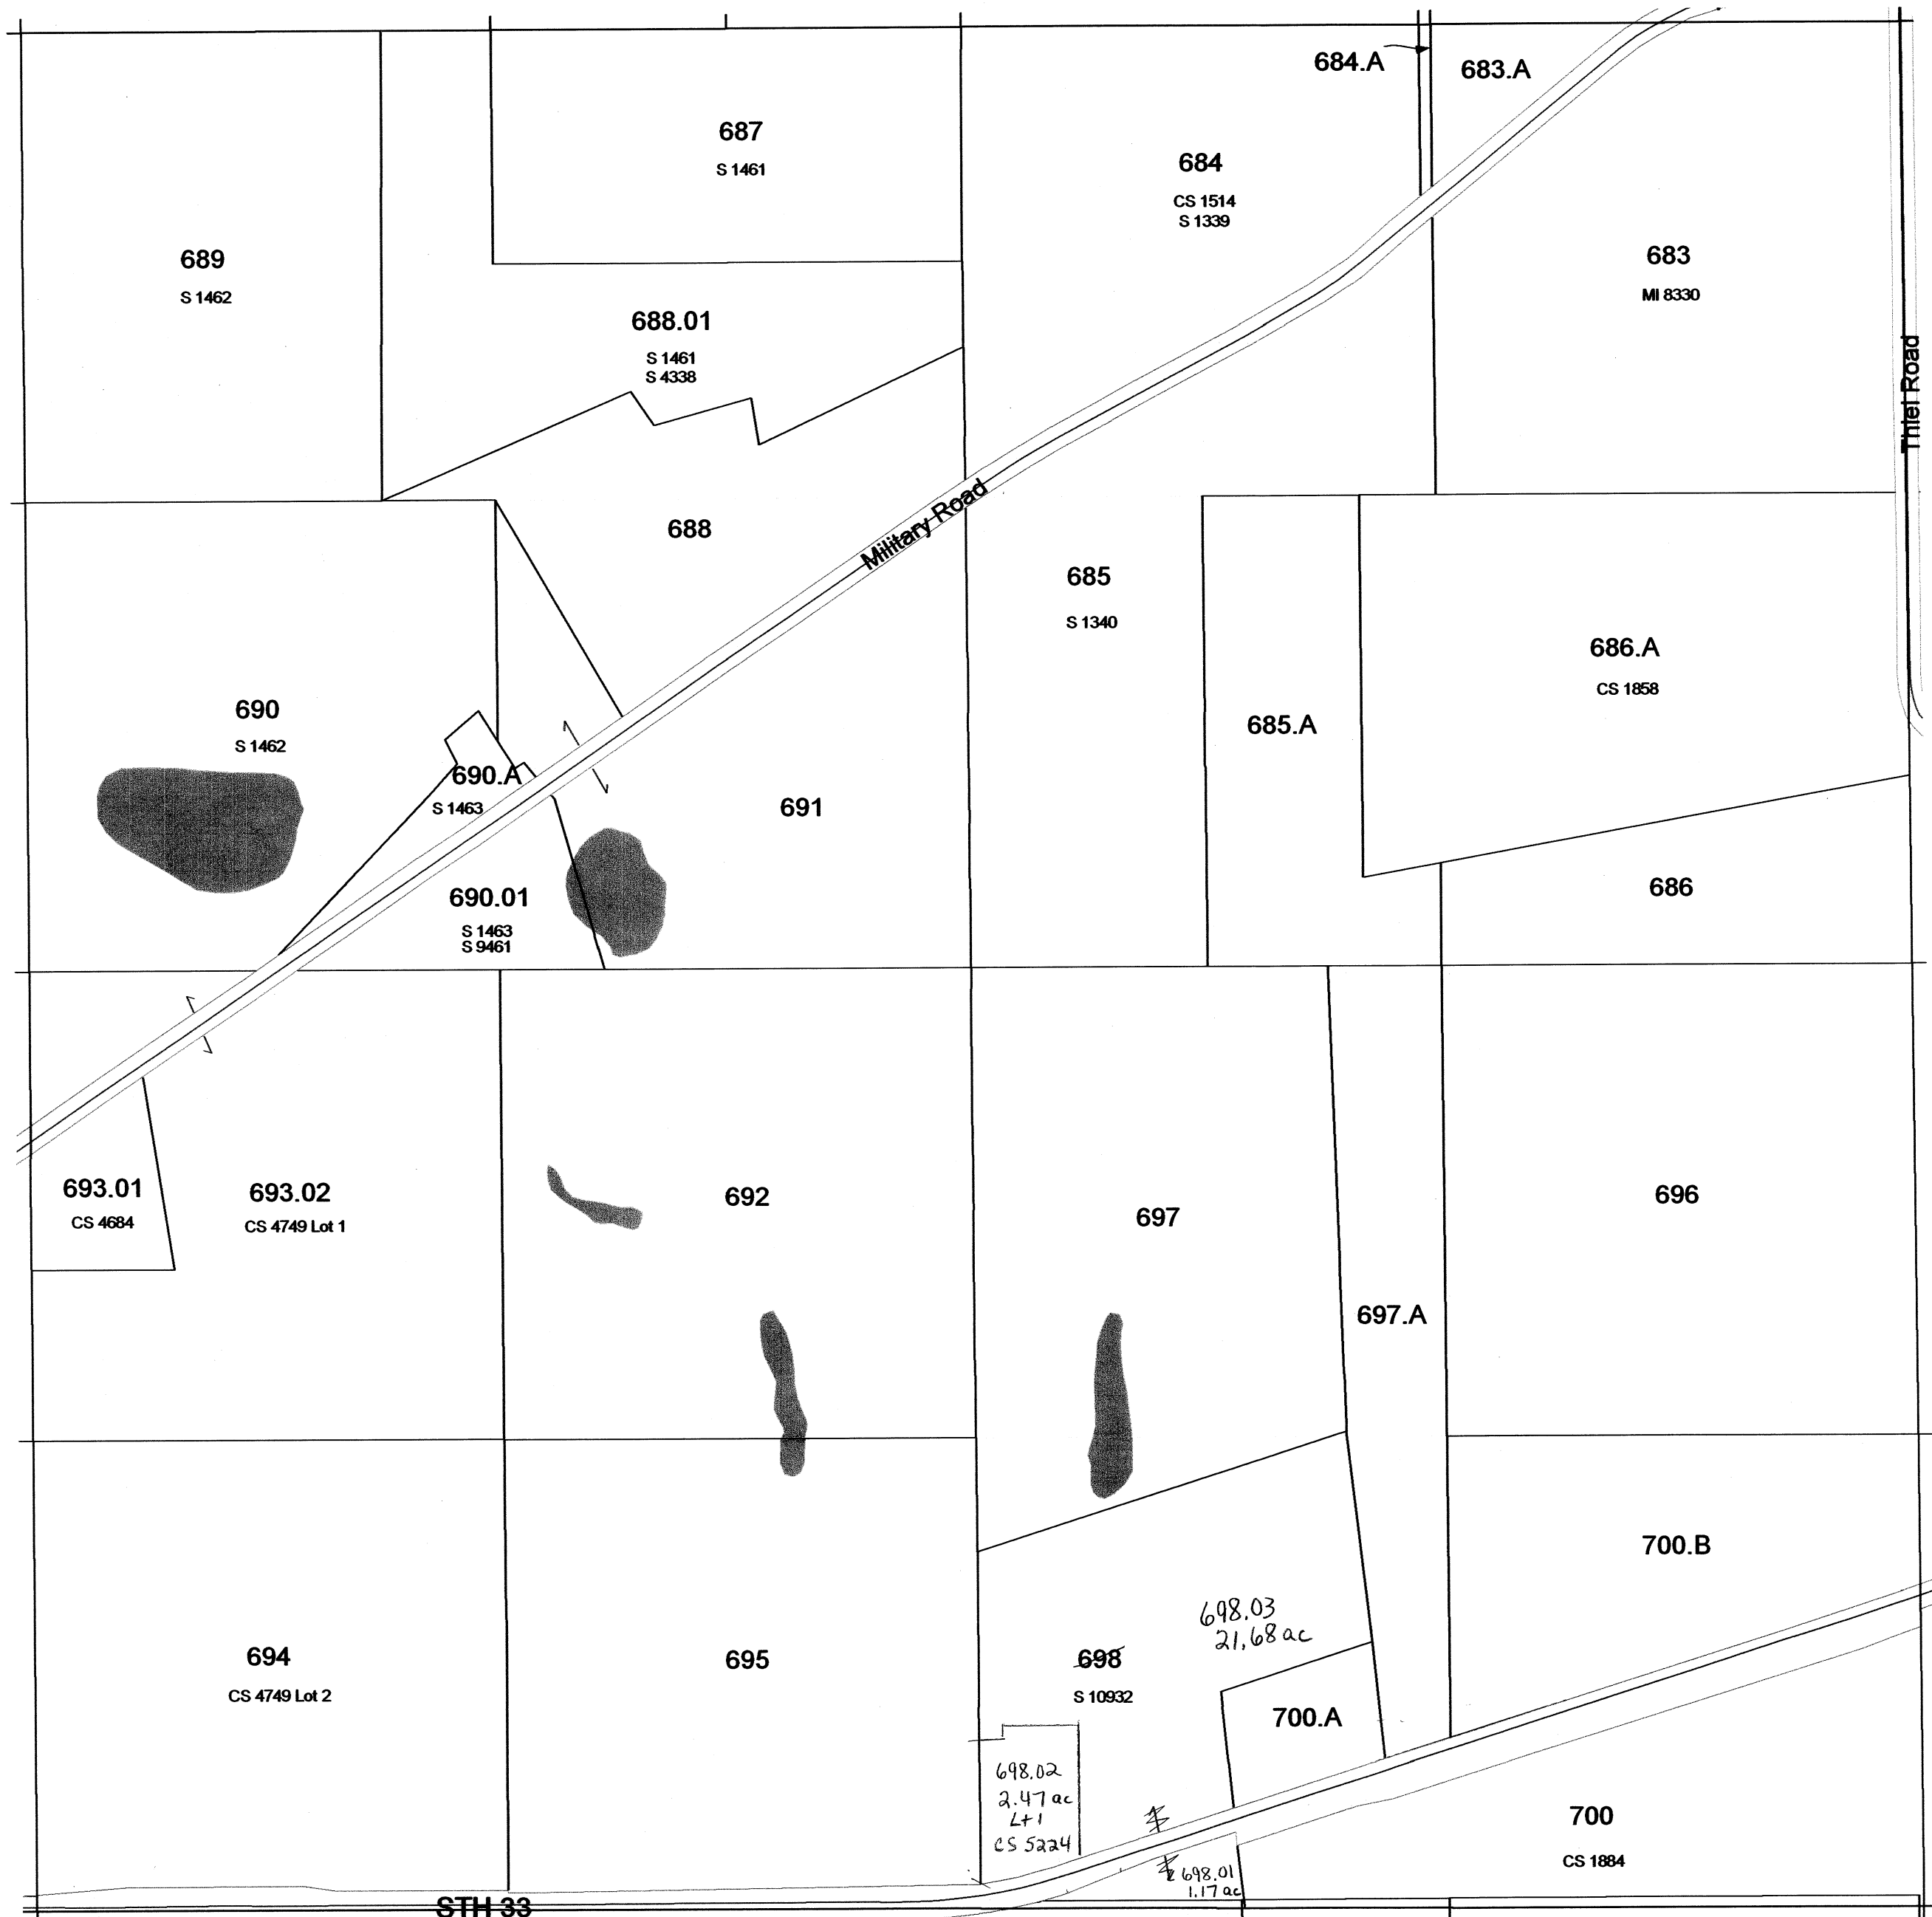 684.A
683.A
687
S 1461
684
CS 1514
S 1339
689
S 1462
683
MI 8330
688.01
S 1461
S 4338
Thiel Road
688
Military Road
685
S 1340
686.A
CS 1858
690
S 1462
685.A
690.A
S 1463
691
690.01
S 1463
S 9461
686
693.01
CS 4684
693.02
CS 4749 Lot 1
692
697
696
697.A
700.B
698.03
21.68 ac
694
CS 4749 Lot 2
695
698
S 10932
700.A
698.02
2.47 ac
Lt 1
CS 5224
700
CS 1884
698.01
1.17 ac
STH 33